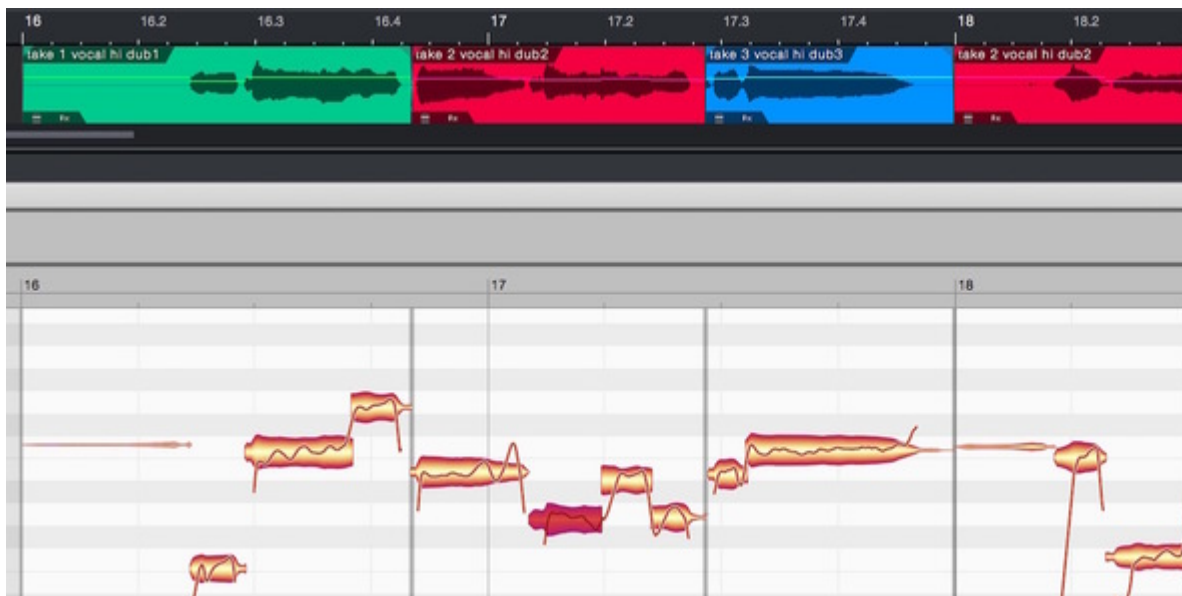 16 16.2 16.3 16.4 17 17.2 17.3 17.4 18 18.2
take 1 vocal hi dub1 take 2 vocal hi dub2 take 3 vocal hi dub3 take 2 vocal hi dub2
16 17 18